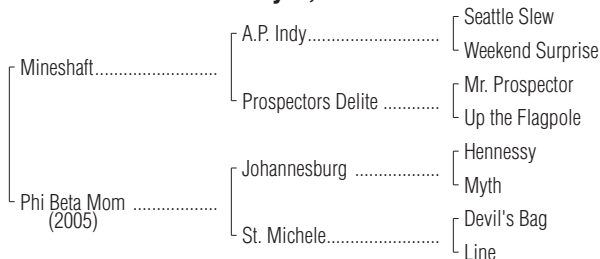 Seattle Slew
A.P. Indy............................
Weekend Surprise
Mineshaft..........................
Mr. Prospector
Prospectors Delite ............
Up the Flagpole
Hennessy
Johannesburg ..................
Myth
Phi Beta Mom ..................
(2005)
Devil's Bag
St. Michele........................
Line